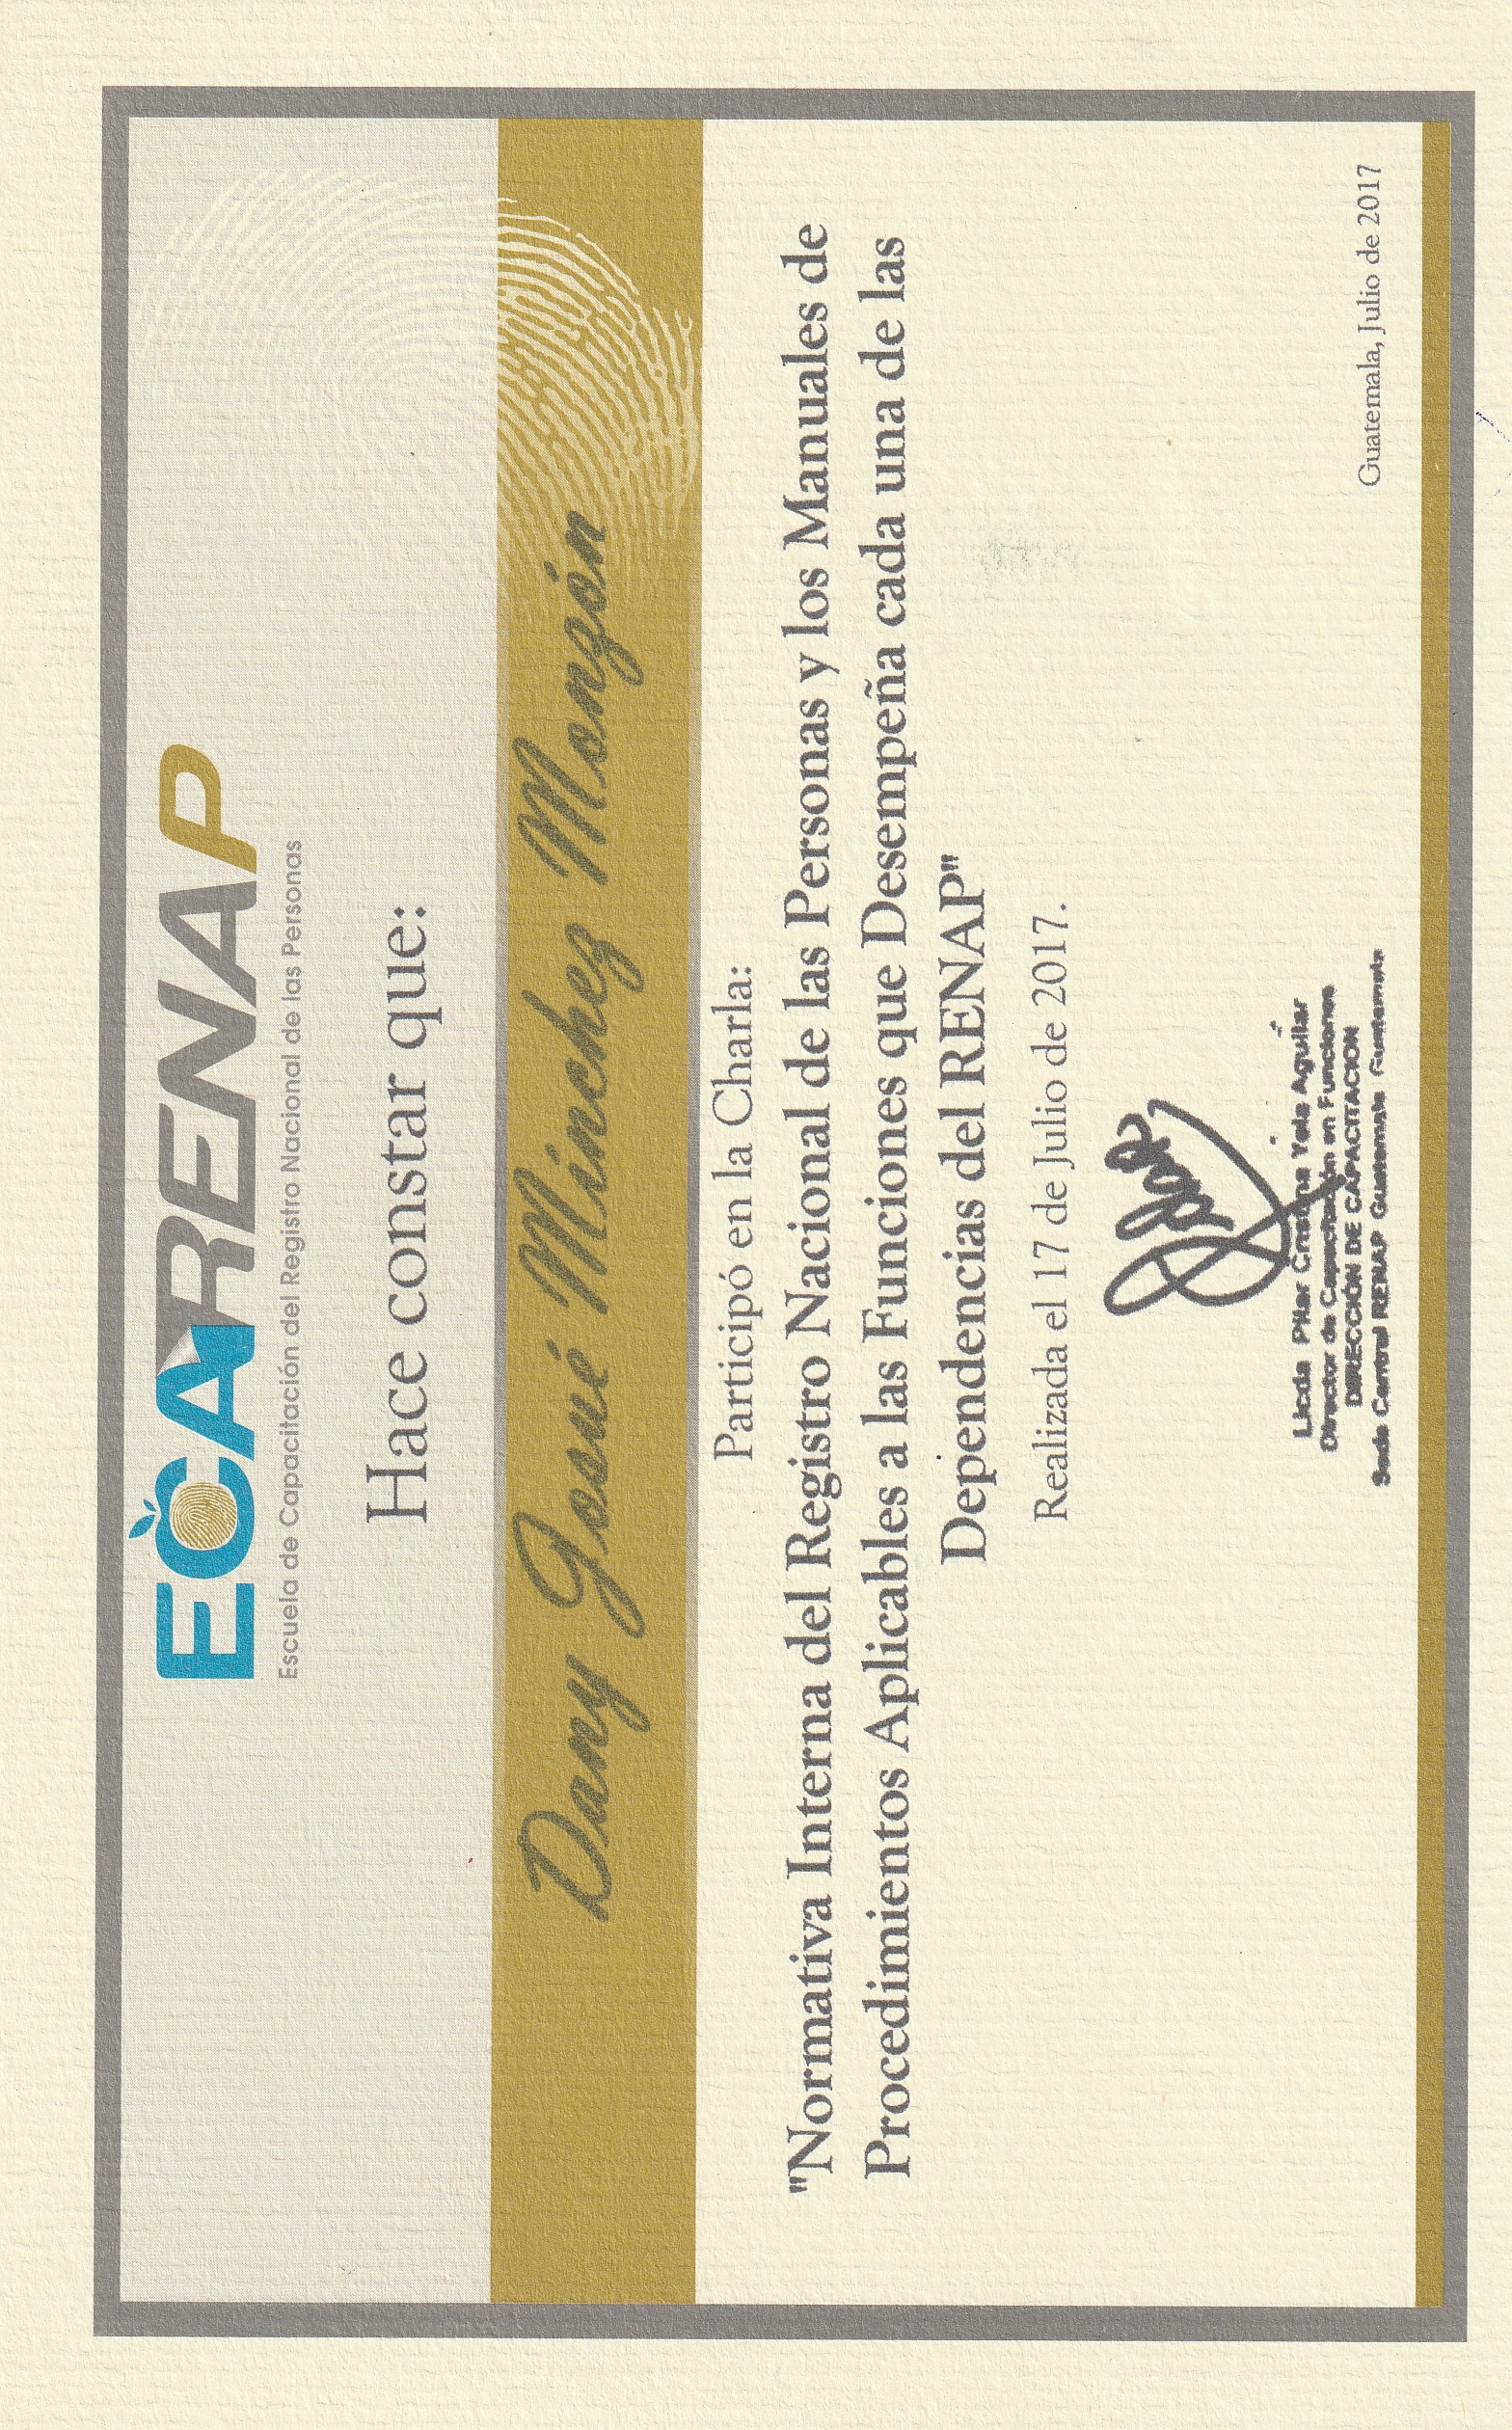 ECARENAP
Escuela de Capacitación del Registro Nacional de las Personas
Hace constar que:
Dany Josué Mínchez Monzón
Participó en la Charla:
"Normativa Interna del Registro Nacional de las Personas y los Manuales de
Procedimientos Aplicables a las Funciones que Desempeña cada una de las
Dependencias del RENAP"
Realizada el 17 de Julio de 2017.
Licda Pilar Cristina Yela Aguilar
Director de Capacitación en Funciones
DIRECCIÓN DE CAPACITACION
Sede Central RENAP Guatemala Guatemala
Guatemala, Julio de 2017